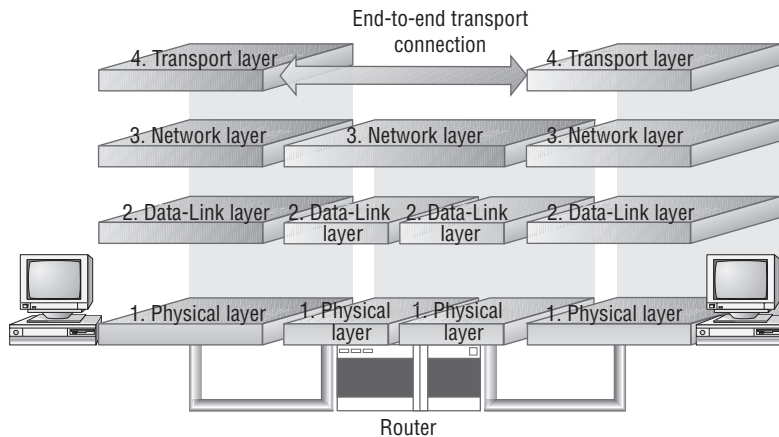 End-to-end transport
connection
4. Transport layer
4. Transport layer
3. Network layer
3. Network layer
3. Network layer
2. Data-Link layer
2. Data-Link
layer
2. Data-Link
layer
2. Data-Link layer
1. Physical layer
1. Physical
layer
1. Physical
layer
1. Physical layer
Router